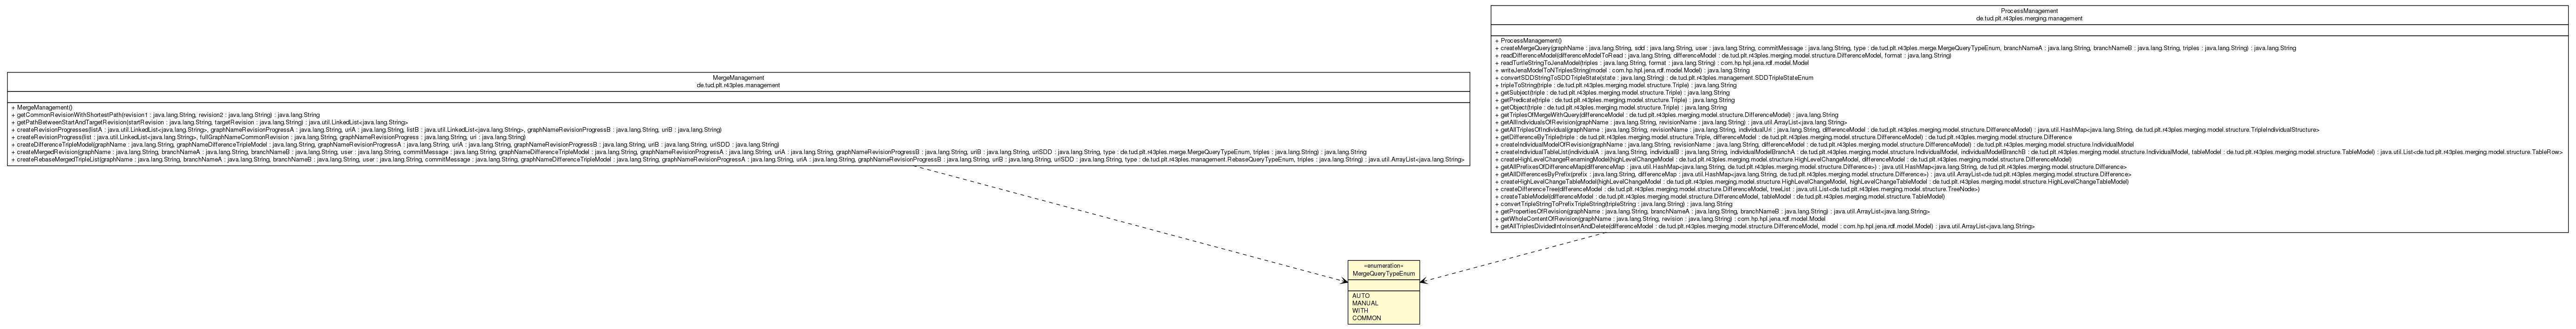 MergeManagement
de.tud.plt.r43ples.management
+ MergeManagement()
+ getCommonRevisionWithShortestPath(revision1 : java.lang.String, revision2 : java.lang.String) : java.lang.String
+ getPathBetweenStartAndTargetRevision(startRevision : java.lang.String, targetRevision : java.lang.String) : java.util.LinkedList<java.lang.String>
+ createRevisionProgresses(listA : java.util.LinkedList<java.lang.String>, graphNameRevisionProgressA : java.lang.String, uriA : java.lang.String, listB : java.util.LinkedList<java.lang.String>, graphNameRevisionProgressB : java.lang.String, uriB : java.lang.String)
+ createRevisionProgress(list : java.util.LinkedList<java.lang.String>, fullGraphNameCommonRevision : java.lang.String, graphNameRevisionProgress : java.lang.String, uri : java.lang.String)
+ createDifferenceTripleModel(graphName : java.lang.String, graphNameDifferenceTripleModel : java.lang.String, graphNameRevisionProgressA : java.lang.String, uriA : java.lang.String, graphNameRevisionProgressB : java.lang.String, uriB : java.lang.String, uriSDD : java.lang.String)
+ createMergedRevision(graphName : java.lang.String, branchNameA : java.lang.String, branchNameB : java.lang.String, user : java.lang.String, commitMessage : java.lang.String, graphNameDifferenceTripleModel : java.lang.String, graphNameRevisionProgressA : java.lang.String, uriA : java.lang.String, graphNameRevisionProgressB : java.lang.String, uriB : java.lang.String, uriSDD : java.lang.String, type : de.tud.plt.r43ples.merge.MergeQueryTypeEnum, triples : java.lang.String) : java.lang.String
+ createRebaseMergedTripleList(graphName : java.lang.String, branchNameA : java.lang.String, branchNameB : java.lang.String, user : java.lang.String, commitMessage : java.lang.String, graphNameDifferenceTripleModel : java.lang.String, graphNameRevisionProgressA : java.lang.String, uriA : java.lang.String, graphNameRevisionProgressB : java.lang.String, uriB : java.lang.String, uriSDD : java.lang.String, type : de.tud.plt.r43ples.management.RebaseQueryTypeEnum, triples : java.lang.String) : java.util.ArrayList<java.lang.String>
ProcessManagement
de.tud.plt.r43ples.merging.management
+ ProcessManagement()
+ createMergeQuery(graphName : java.lang.String, sdd : java.lang.String, user : java.lang.String, commitMessage : java.lang.String, type : de.tud.plt.r43ples.merge.MergeQueryTypeEnum, branchNameA : java.lang.String, branchNameB : java.lang.String, triples : java.lang.String) : java.lang.String
+ readDifferenceModel(differenceModelToRead : java.lang.String, differenceModel : de.tud.plt.r43ples.merging.model.structure.DifferenceModel, format : java.lang.String)
+ readTurtleStringToJenaModel(triples : java.lang.String, format : java.lang.String) : com.hp.hpl.jena.rdf.model.Model
+ writeJenaModelToNTriplesString(model : com.hp.hpl.jena.rdf.model.Model) : java.lang.String
+ convertSDDStringToSDDTripleState(state : java.lang.String) : de.tud.plt.r43ples.management.SDDTripleStateEnum
+ tripleToString(triple : de.tud.plt.r43ples.merging.model.structure.Triple) : java.lang.String
+ getSubject(triple : de.tud.plt.r43ples.merging.model.structure.Triple) : java.lang.String
+ getPredicate(triple : de.tud.plt.r43ples.merging.model.structure.Triple) : java.lang.String
+ getObject(triple : de.tud.plt.r43ples.merging.model.structure.Triple) : java.lang.String
+ getTriplesOfMergeWithQuery(differenceModel : de.tud.plt.r43ples.merging.model.structure.DifferenceModel) : java.lang.String
+ getAllIndividualsOfRevision(graphName : java.lang.String, revisionName : java.lang.String) : java.util.ArrayList<java.lang.String>
+ getAllTriplesOfIndividual(graphName : java.lang.String, revisionName : java.lang.String, individualUri : java.lang.String, differenceModel : de.tud.plt.r43ples.merging.model.structure.DifferenceModel) : java.util.HashMap<java.lang.String, de.tud.plt.r43ples.merging.model.structure.TripleIndividualStructure>
+ getDifferenceByTriple(triple : de.tud.plt.r43ples.merging.model.structure.Triple, differenceModel : de.tud.plt.r43ples.merging.model.structure.DifferenceModel) : de.tud.plt.r43ples.merging.model.structure.Difference
+ createIndividualModelOfRevision(graphName : java.lang.String, revisionName : java.lang.String, differenceModel : de.tud.plt.r43ples.merging.model.structure.DifferenceModel) : de.tud.plt.r43ples.merging.model.structure.IndividualModel
+ createIndividualTableList(individualA : java.lang.String, individualB : java.lang.String, individualModelBranchA : de.tud.plt.r43ples.merging.model.structure.IndividualModel, individualModelBranchB : de.tud.plt.r43ples.merging.model.structure.IndividualModel, tableModel : de.tud.plt.r43ples.merging.model.structure.TableModel) : java.util.List<de.tud.plt.r43ples.merging.model.structure.TableRow>
+ createHighLevelChangeRenamingModel(highLevelChangeModel : de.tud.plt.r43ples.merging.model.structure.HighLevelChangeModel, differenceModel : de.tud.plt.r43ples.merging.model.structure.DifferenceModel)
+ getAllPrefixesOfDifferenceMap(differenceMap : java.util.HashMap<java.lang.String, de.tud.plt.r43ples.merging.model.structure.Difference>) : java.util.HashMap<java.lang.String, de.tud.plt.r43ples.merging.model.structure.Difference>
+ getAllDifferencesByPrefix(prefix : java.lang.String, differenceMap : java.util.HashMap<java.lang.String, de.tud.plt.r43ples.merging.model.structure.Difference>) : java.util.ArrayList<de.tud.plt.r43ples.merging.model.structure.Difference>
+ createHighLevelChangeTableModel(highLevelChangeModel : de.tud.plt.r43ples.merging.model.structure.HighLevelChangeModel, highLevelChangeTableModel : de.tud.plt.r43ples.merging.model.structure.HighLevelChangeTableModel)
+ createDifferenceTree(differenceModel : de.tud.plt.r43ples.merging.model.structure.DifferenceModel, treeList : java.util.List<de.tud.plt.r43ples.merging.model.structure.TreeNode>)
+ createTableModel(differenceModel : de.tud.plt.r43ples.merging.model.structure.DifferenceModel, tableModel : de.tud.plt.r43ples.merging.model.structure.TableModel)
+ convertTripleStringToPrefixTripleString(tripleString : java.lang.String) : java.lang.String
+ getPropertiesOfRevision(graphName : java.lang.String, branchNameA : java.lang.String, branchNameB : java.lang.String) : java.util.ArrayList<java.lang.String>
+ getWholeContentOfRevision(graphName : java.lang.String, revision : java.lang.String) : com.hp.hpl.jena.rdf.model.Model
+ getAllTriplesDividedIntoInsertAndDelete(differenceModel : de.tud.plt.r43ples.merging.model.structure.DifferenceModel, model : com.hp.hpl.jena.rdf.model.Model) : java.util.ArrayList<java.lang.String>
«enumeration»
MergeQueryTypeEnum
AUTO
MANUAL
WITH
COMMON